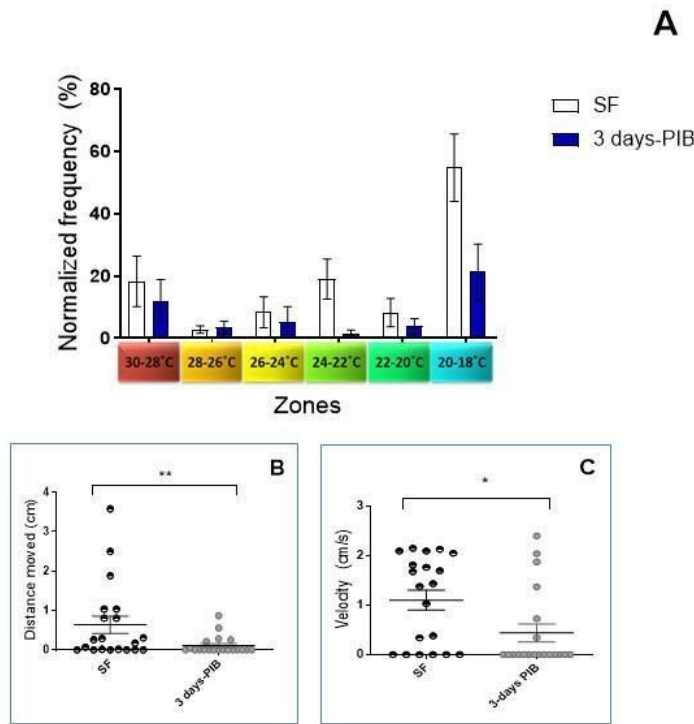 A
Normalized frequency (%)
80
60
40
20
0
SF
3 days-PIB
30-28˚C 28-26˚C 26-24˚C 24-22˚C 22-20˚C 20-18˚C
Zones
B
**
Distance moved (cm)
4
3
2
1
0
SF
3 days-PIB
C
*
Velocity (cm/s)
3
2
1
0
SF
3-days PIB